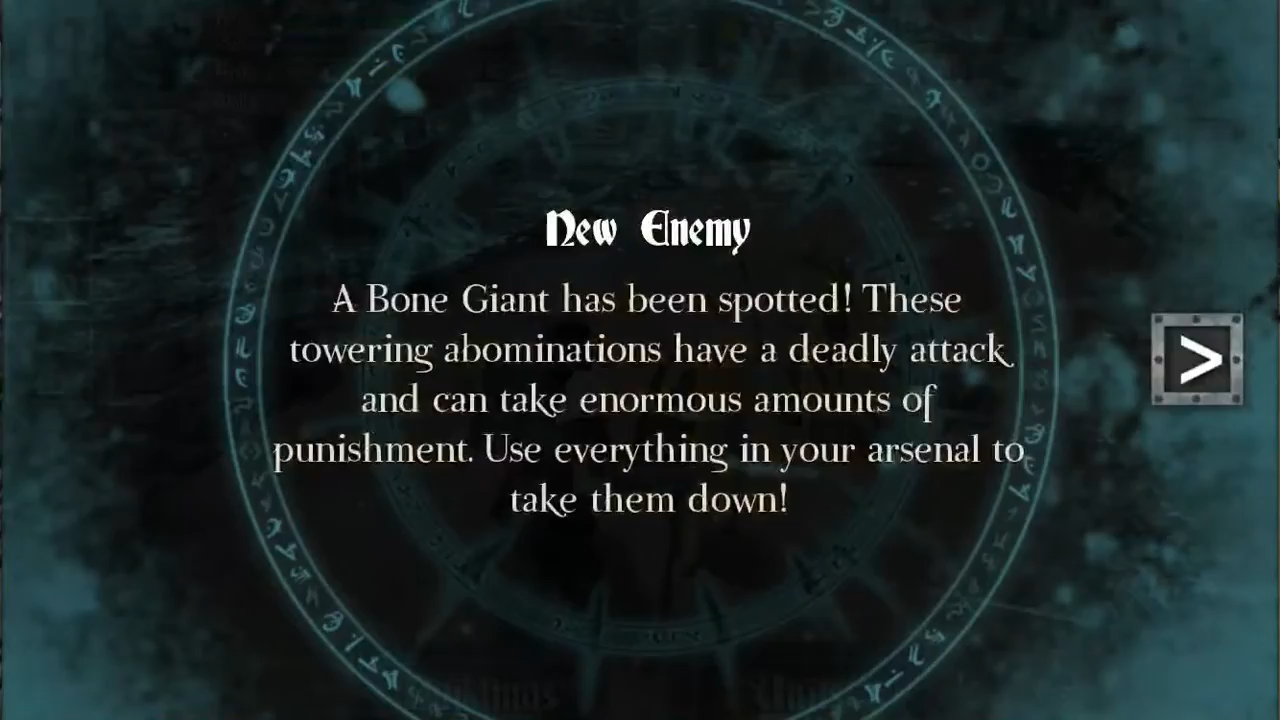 New Enemy
A Bone Giant has been spotted! These
towering abominations have a deadly attack
and can take enormous amounts of
punishment. Use everything in your arsenal to
take them down!
>